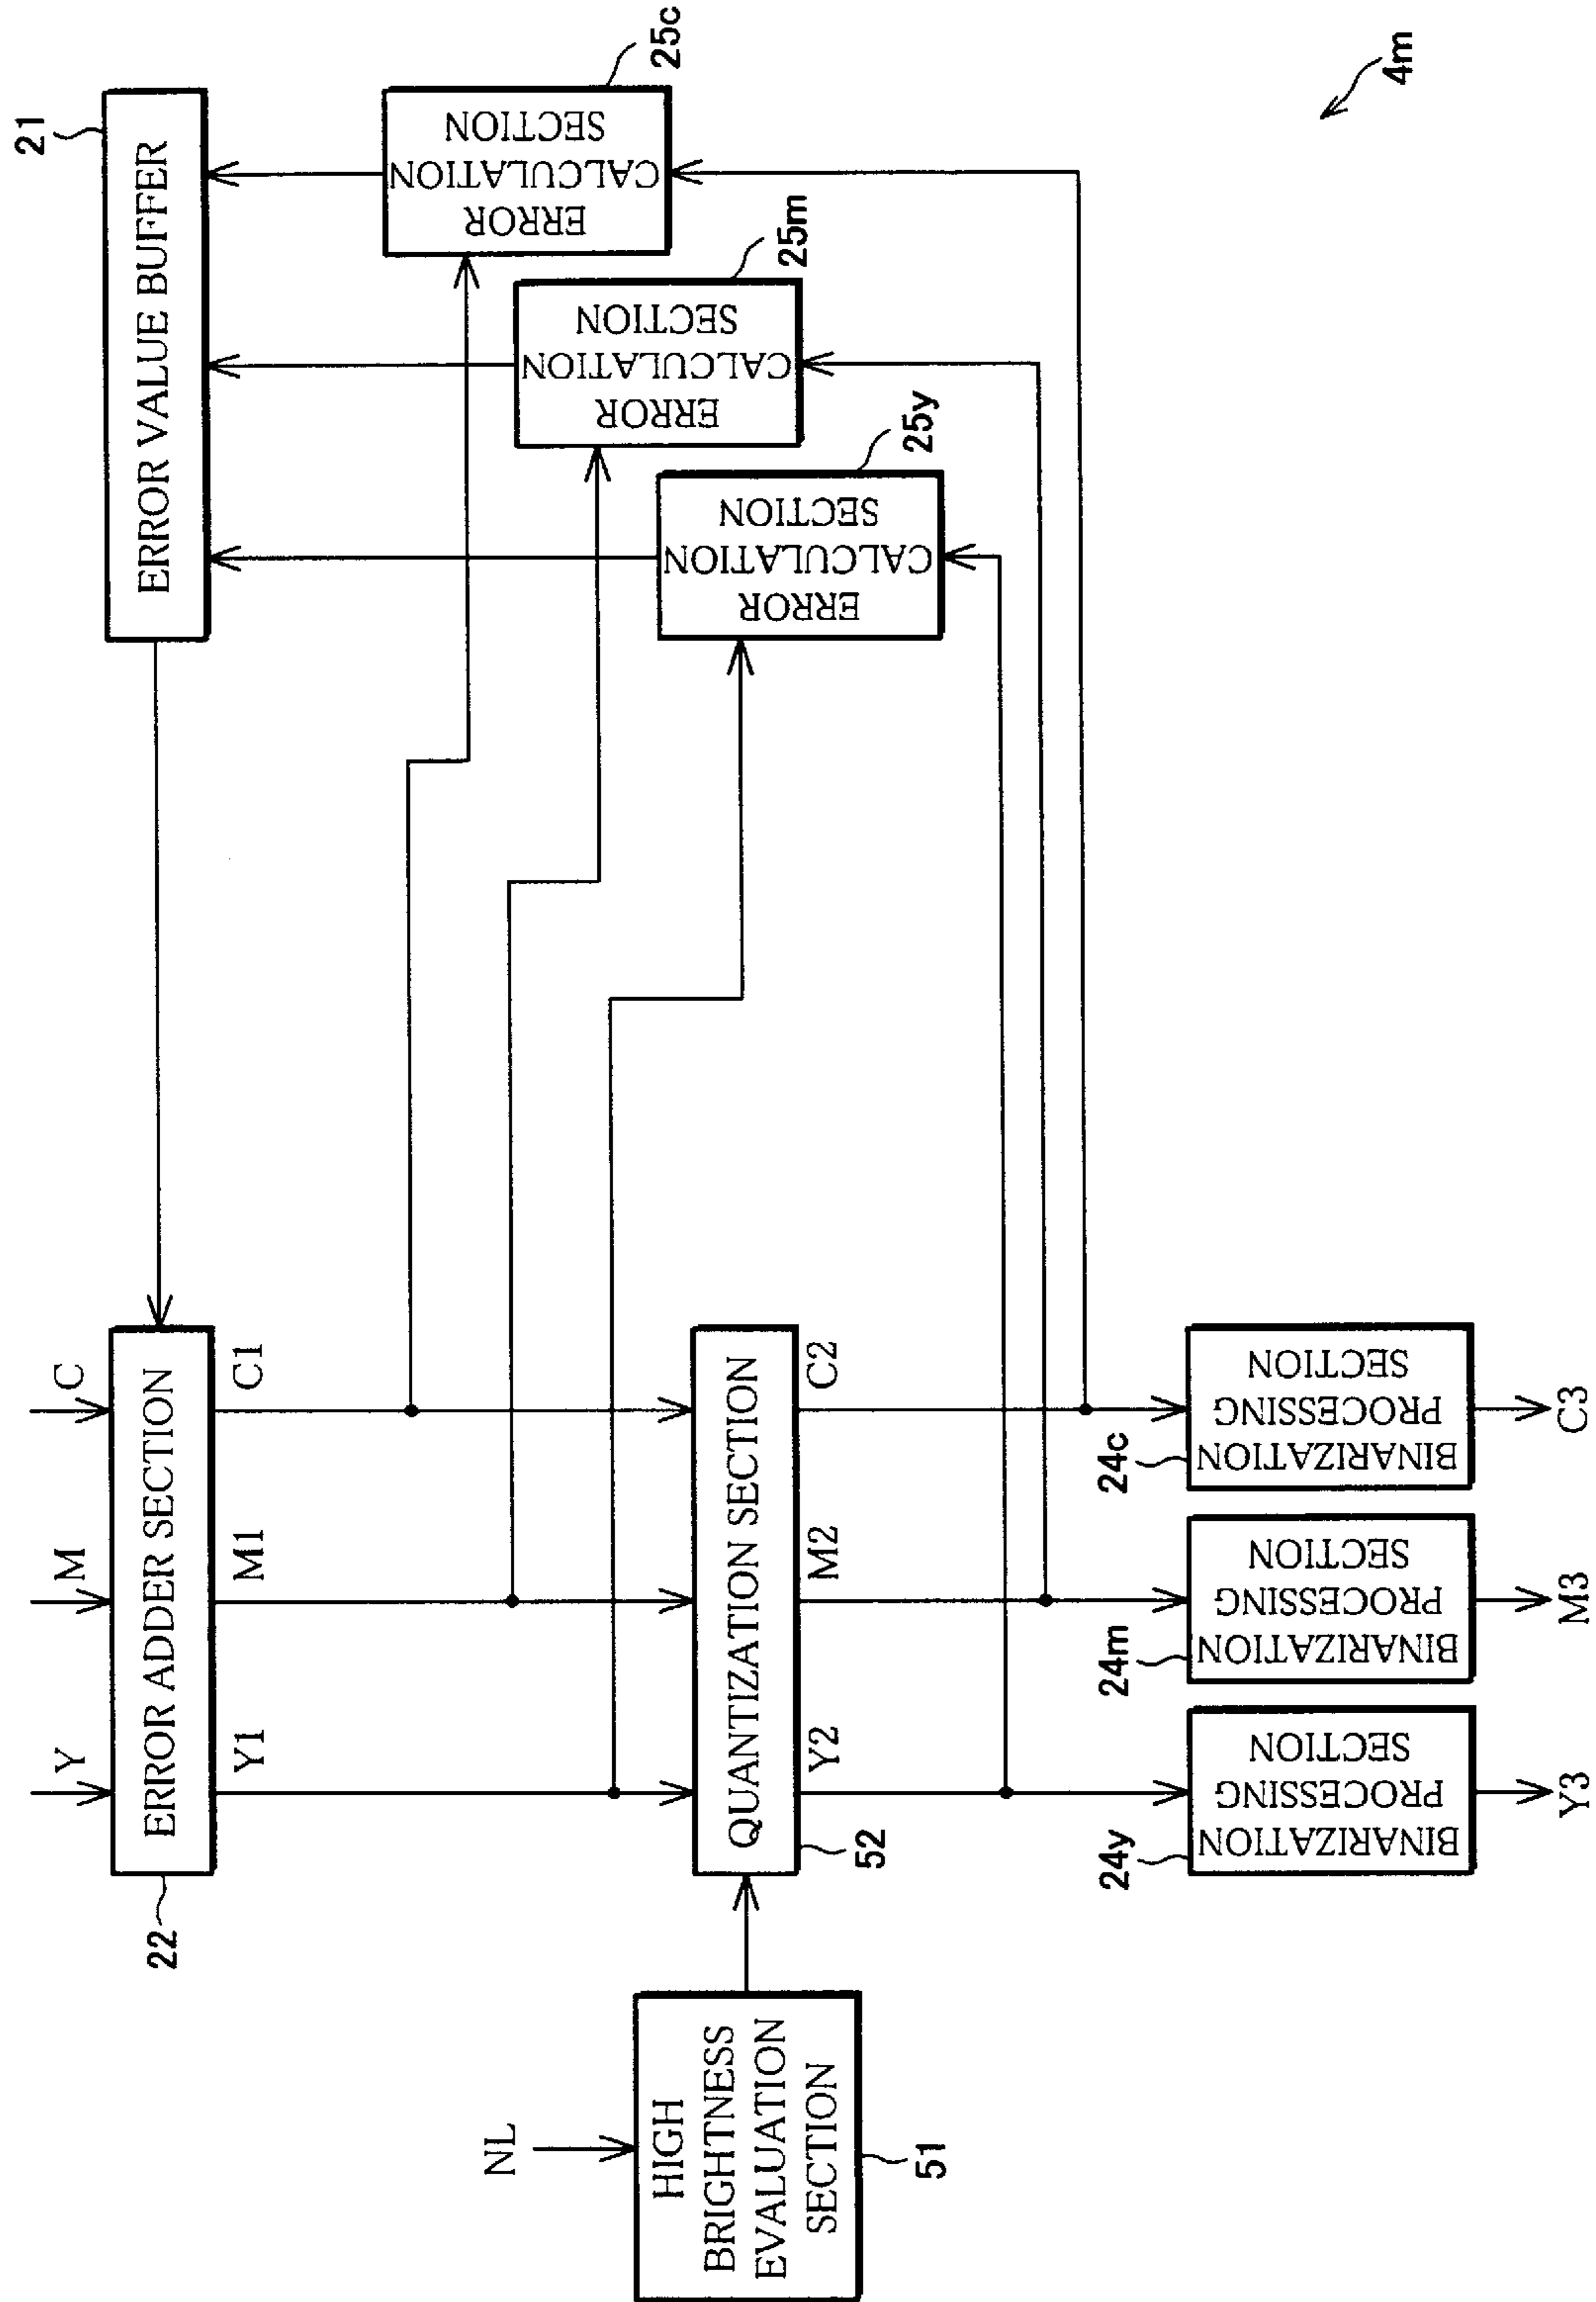 C
M
Y
22
ERROR ADDER SECTION
21
ERROR VALUE BUFFER
C1
M1
Y1
25c
ERROR
CALCULATION
SECTION
25m
ERROR
CALCULATION
SECTION
25y
ERROR
CALCULATION
SECTION
NL
HIGH
BRIGHTNESS
EVALUATION
SECTION
51
QUANTIZATION SECTION
52
C2
M2
Y2
24c
BINARIZATION
PROCESSING
SECTION
24m
BINARIZATION
PROCESSING
SECTION
24y
BINARIZATION
PROCESSING
SECTION
C3
M3
Y3
4m